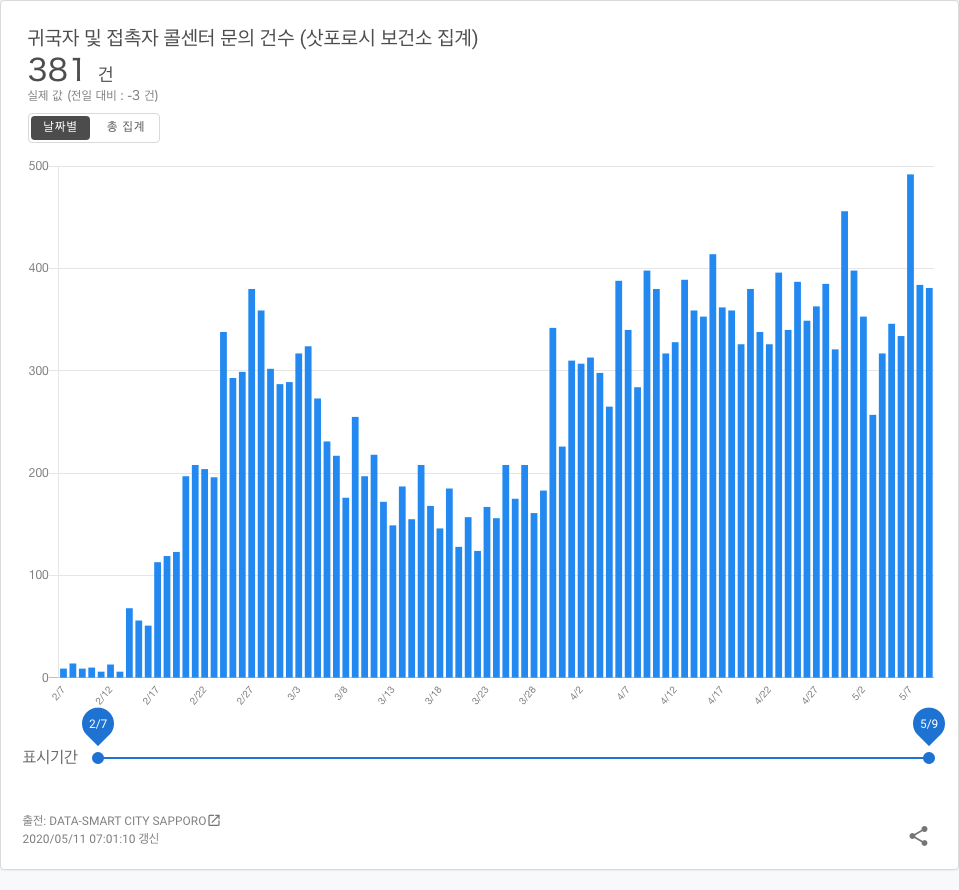 귀국자 및 접촉자 콜센터 문의 건수 (삿포로시 보건소 집계)
381 건
실제 값 (전일 대비 : -3 건)
날짜별 총 집계
500
400
300
200
100
0
2/7 2/12 2/17 2/22 2/27 3/3 3/8 3/13 3/18 3/23 3/28 4/2 4/7 4/12 4/17 4/22 4/27 5/2 5/7
2/7 5/9
표시기간
출전: DATA-SMART CITY SAPPORO
2020/05/11 07:01:10 갱신